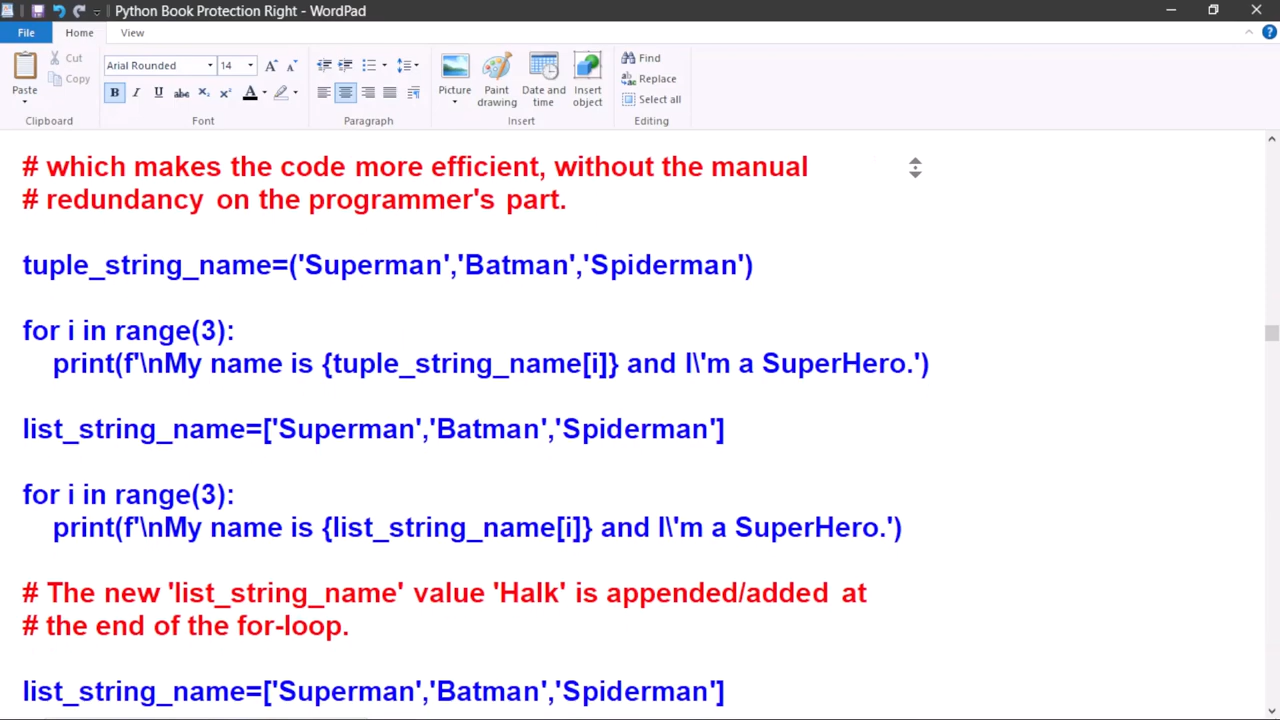 Python Book Protection Right - WordPad
File
Home
View
Paste
Cut
Copy
Clipboard
Arial Rounded
14
A A
B I U abc X₂ X² A
Font
Paragraph
Picture
Paint drawing
Date and time
Insert object
Insert
Find
Replace
Select all
Editing
# which makes the code more efficient, without the manual
# redundancy on the programmer's part.
tuple_string_name=('Superman','Batman','Spiderman')
for i in range(3):
    print(f'\nMy name is {tuple_string_name[i]} and I\'m a SuperHero.')
list_string_name=['Superman','Batman','Spiderman']
for i in range(3):
    print(f'\nMy name is {list_string_name[i]} and I\'m a SuperHero.')
# The new 'list_string_name' value 'Halk' is appended/added at
# the end of the for-loop.
list_string_name=['Superman','Batman','Spiderman']